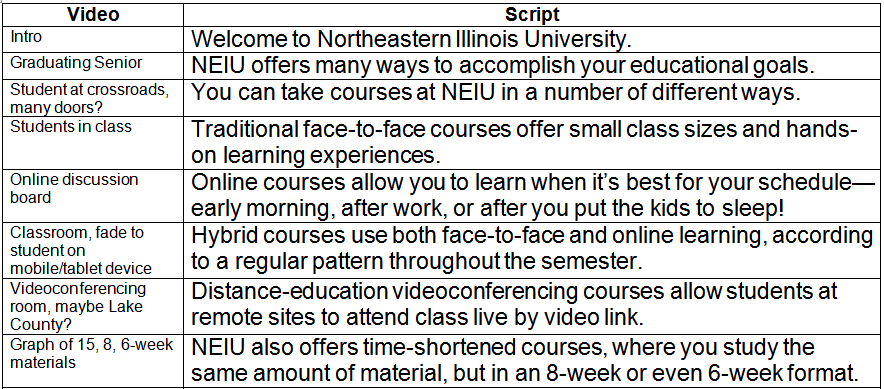 Video Script
Intro Welcome to Northeastern Illinois University.
Graduating Senior NEIU offers many ways to accomplish your educational goals.
Student at crossroads,
many doors?
You can take courses at NEIU in a number of different ways.
Students in class
Traditional face-to-face courses offer small class sizes and hands-
on learning experiences.
Online discussion
board
Online courses allow you to learn when it’s best for your schedule—
early morning, after work, or after you put the kids to sleep!
Classroom, fade to
student on
mobile/tablet device
Hybrid courses use both face-to-face and online learning, according
to a regular pattern throughout the semester.
Videoconferencing
room, maybe Lake
County?
Distance-education videoconferencing courses allow students at
remote sites to attend class live by video link.
Graph of 15, 8, 6-week
materials
NEIU also offers time-shortened courses, where you study the
same amount of material, but in an 8-week or even 6-week format.